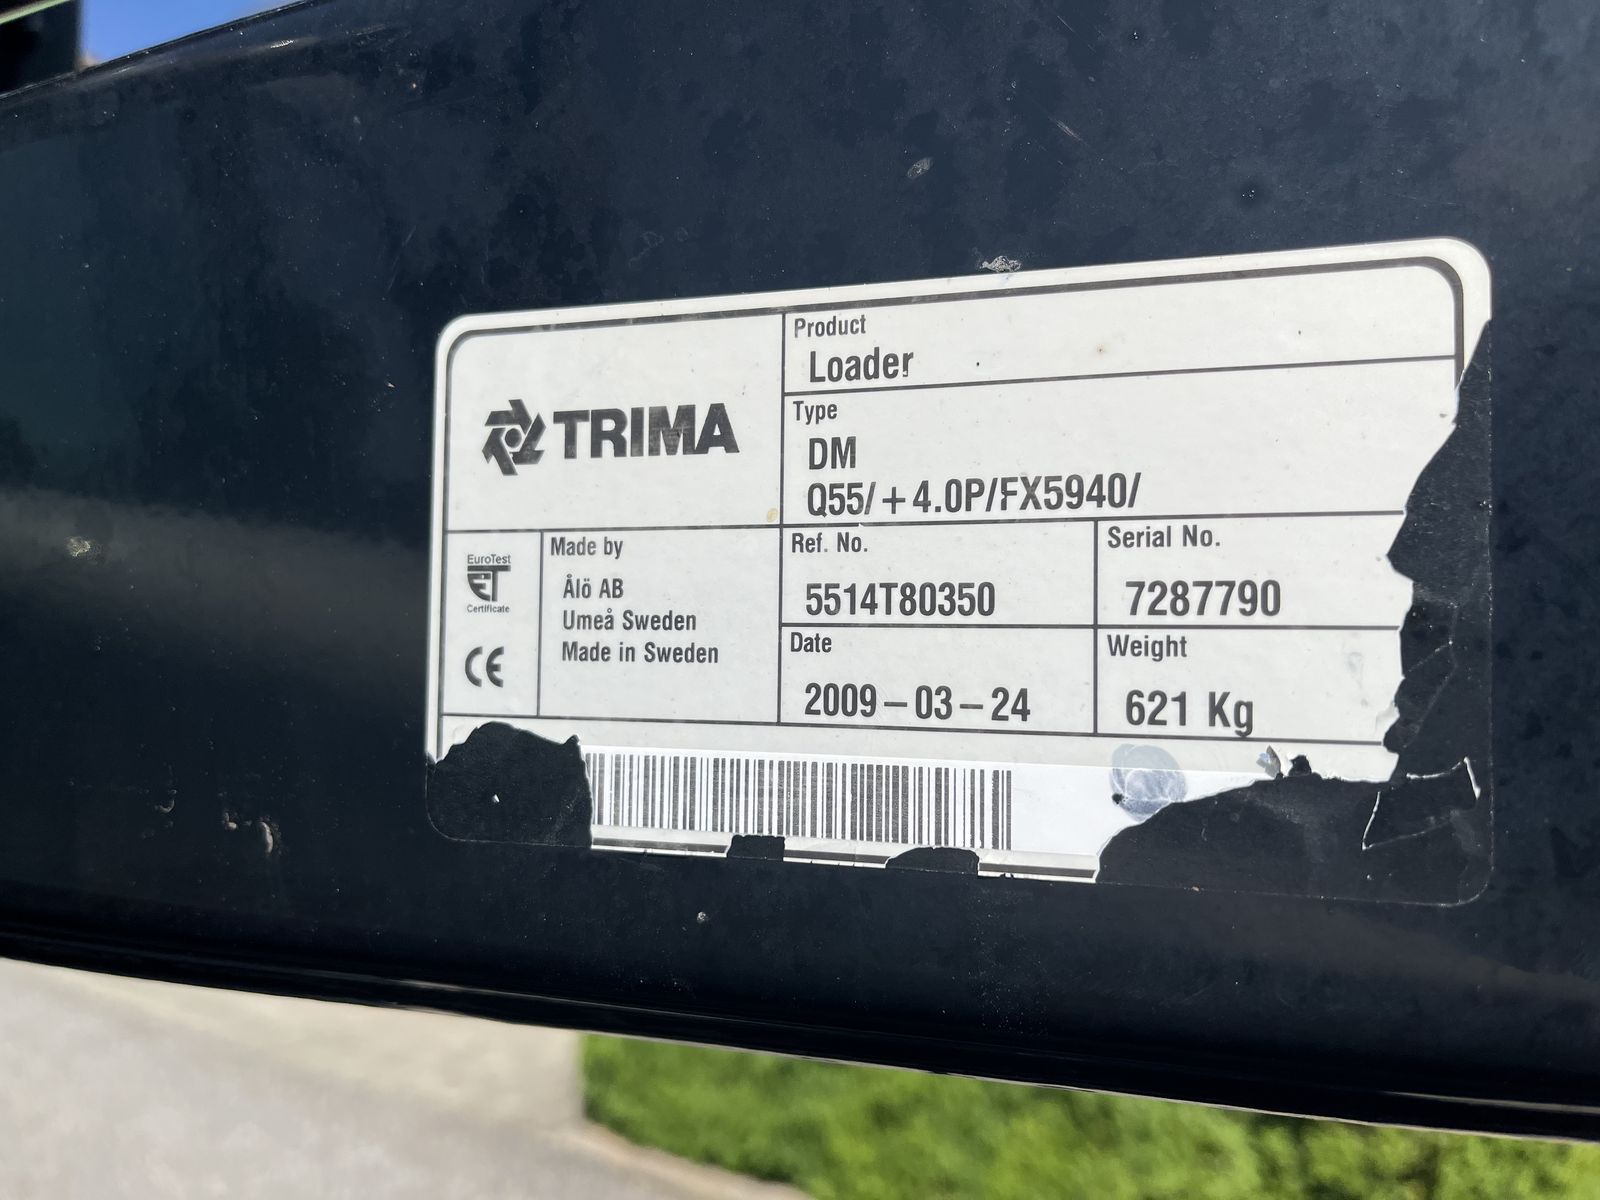 TRIMA
Product
Loader
Type
DM
Q55/+4.0P/FX5940/
EuroTest
ET
Certificate
CE
Made by
Ålö AB
Umeå Sweden
Made in Sweden
Ref. No.
5514T80350
Serial No.
7287790
Date
2009-03-24
Weight
621 Kg